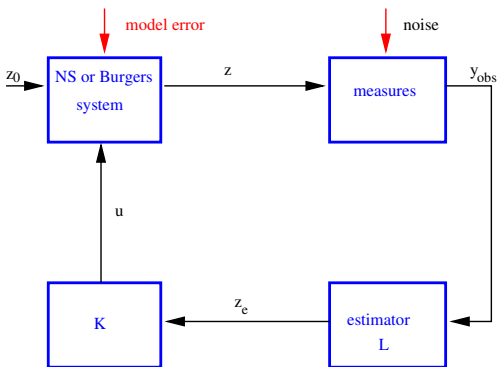 model error
noise
z0
NS or Burgers
system
z
measures
yobs
u
ze
K
estimator
L